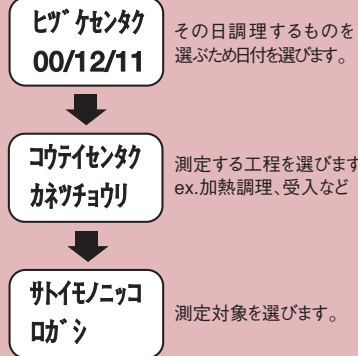 ﾋﾂﾞｹｾﾝﾀｸ
00/12/11
その日調理するものを
選ぶため日付を選びます。
ｺｳﾃｲｾﾝﾀｸ
ｶﾈﾂﾁｮｳﾘ
測定する工程を選びます
ex.加熱調理、受入など
ｻﾄｲﾓﾉﾆｯｺ
ﾛｶﾞｼ
測定対象を選びます。